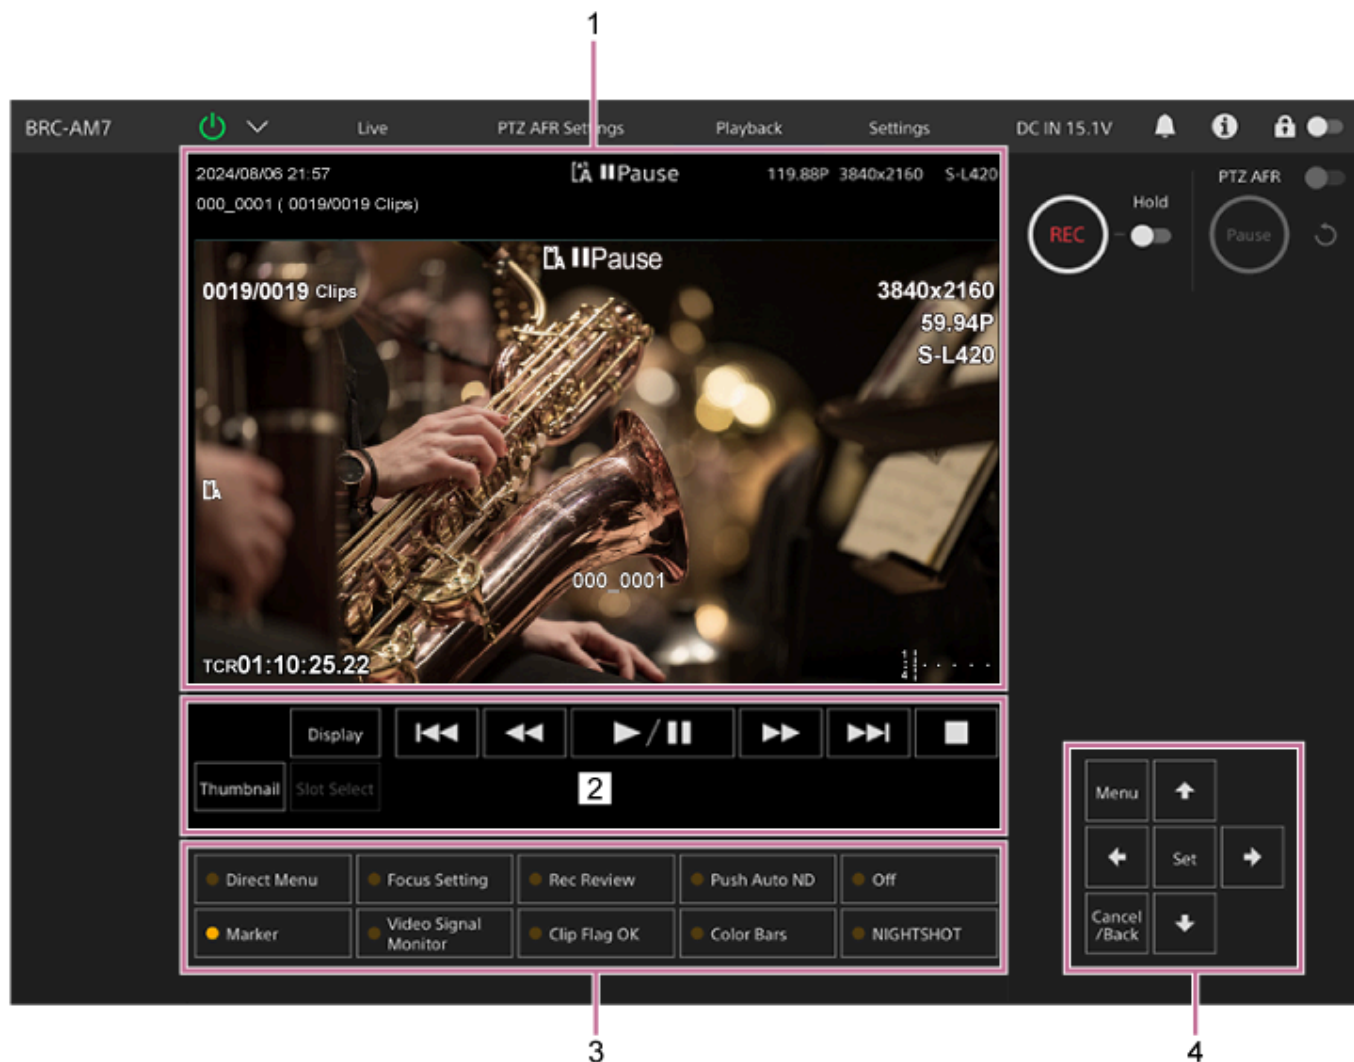 1
BRC-AM7 Live PTZ AFR Settings Playback Settings DC IN 15.1V
2024/08/06 21:57 Pause 119.88P 3840x2160 S-L420
000_0001 ( 0019/0019 Clips)
PTZ AFR
Hold
REC Pause
Pause
0019/0019 Clips 3840x2160
59.94P
S-L420
000_0001
TCR01:10:25.22
Display
Thumbnail Slot Select 2
Menu
Set
Cancel
/Back
Direct Menu Focus Setting Rec Review Push Auto ND Off
Marker Video Signal Monitor Clip Flag OK Color Bars NIGHTSHOT
3 4